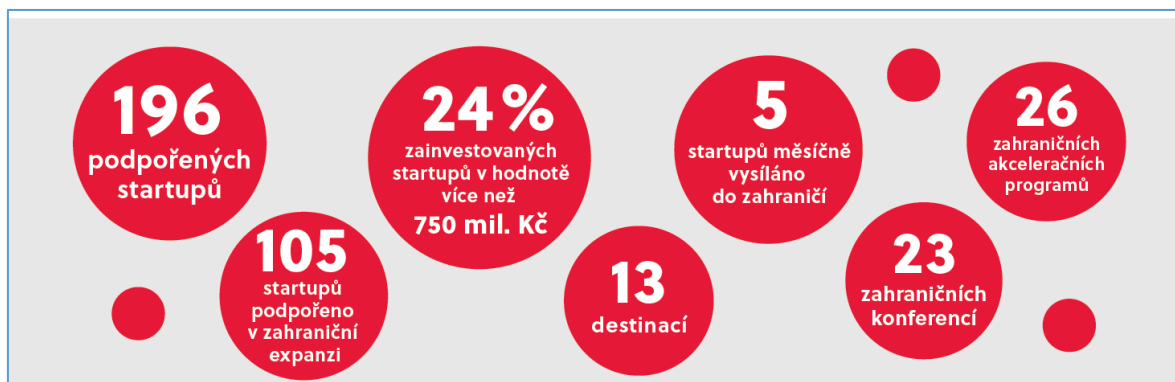 196
podpořených
startupů
24 %
zainvestovaných
startupů v hodnotě
více než
750 mil. Kč
5
startupů měsíčně
vysíláno
do zahraničí
26
zahraničních
akceleračních
programů
105
startupů
podpořeno
v zahraniční
expanzi
13
destinací
23
zahraničních
konferencí